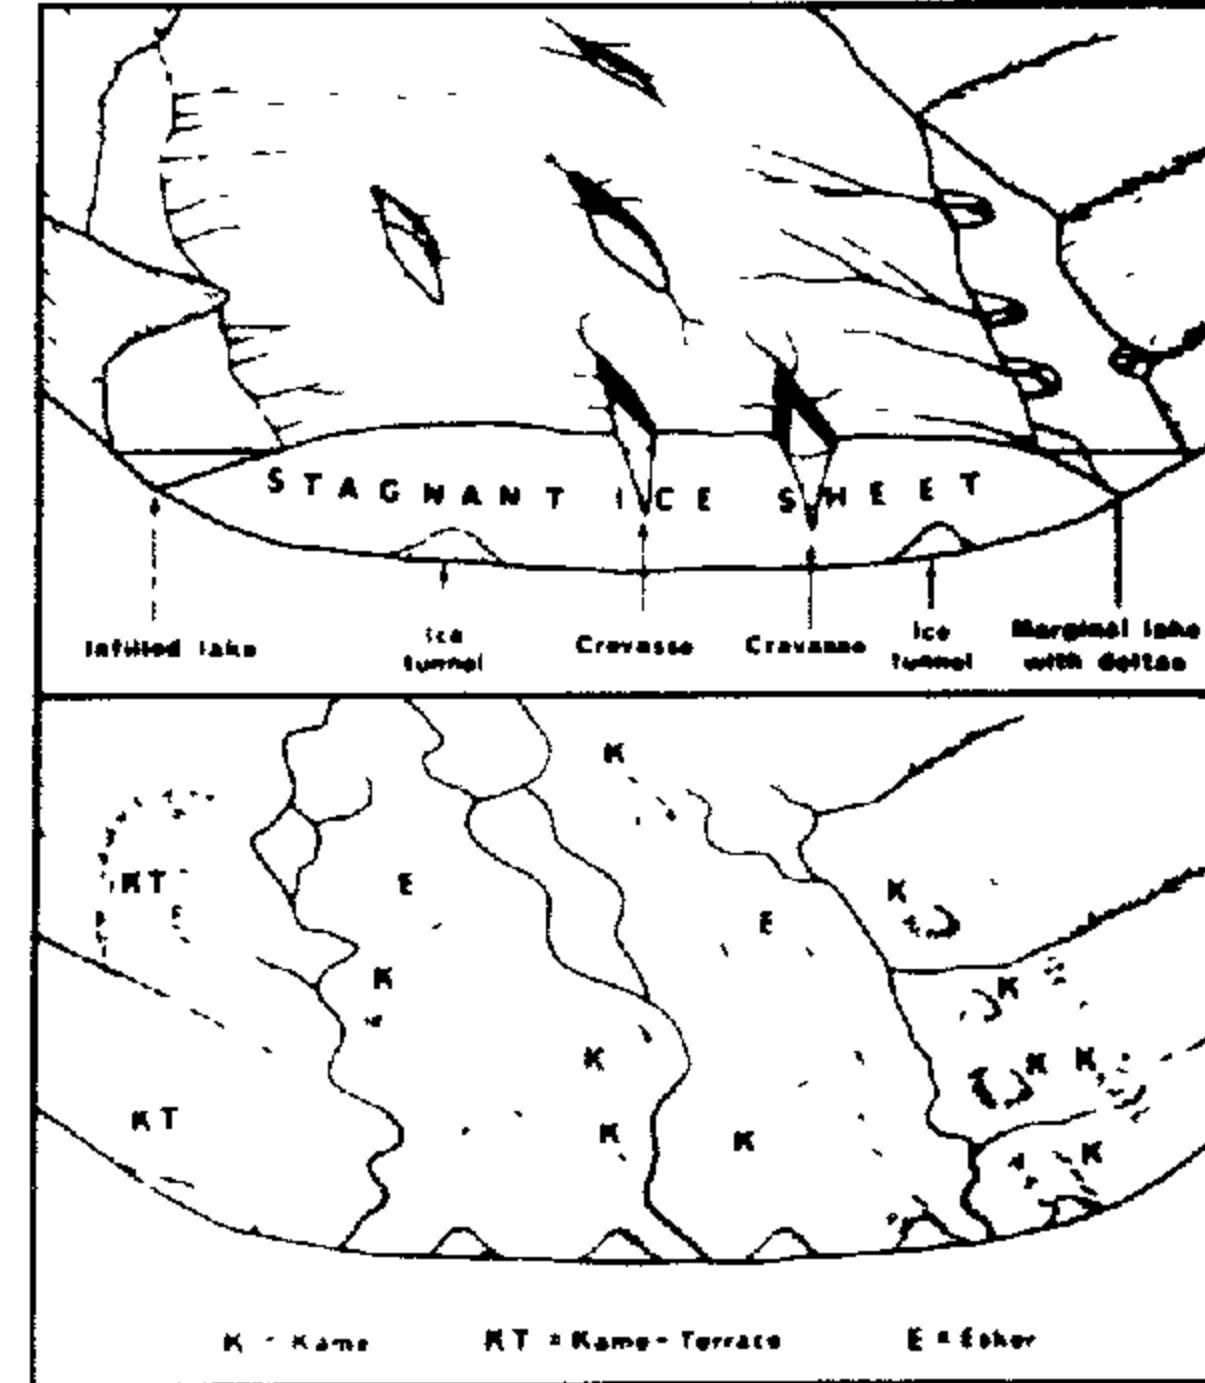 STAGNANT ICE SHEET
Infilled lake
Ice
tunnel
Crevasse
Crevasse
Ice
tunnel
Marginal lake
with deltas
K
KT
E
K
E
K
K
K
K
K
KT
K
K
K
K = Kame
KT = Kame-Terrace
E = Esker